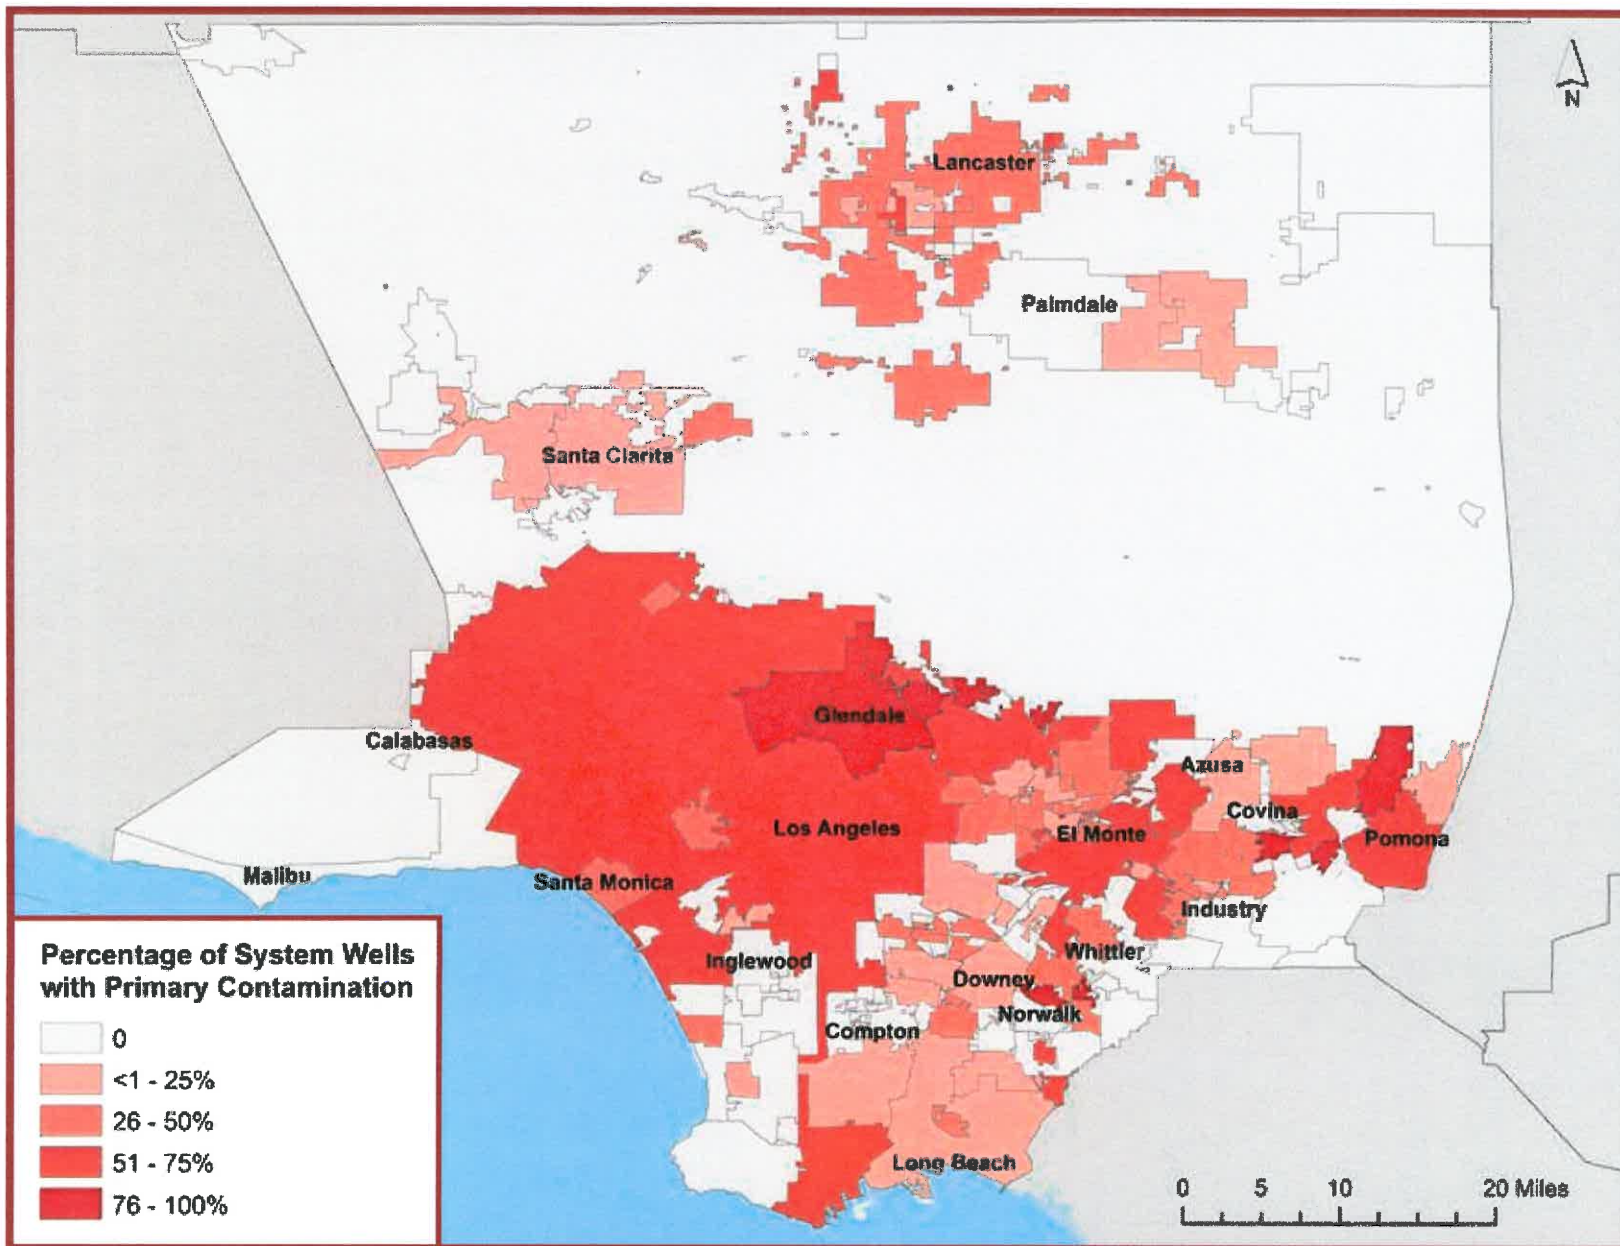 N
Lancaster
Palmdale
Santa Clarita
Glendale
Calabasas
Azusa
Covina
Los Angeles
El Monte
Pomona
Malibu
Santa Monica
Industry
Whittier
Inglewood
Downey
Norwalk
Compton
Long Beach
Percentage of System Wells
with Primary Contamination
0
<1 - 25%
26 - 50%
51 - 75%
76 - 100%
0 5 10 20 Miles